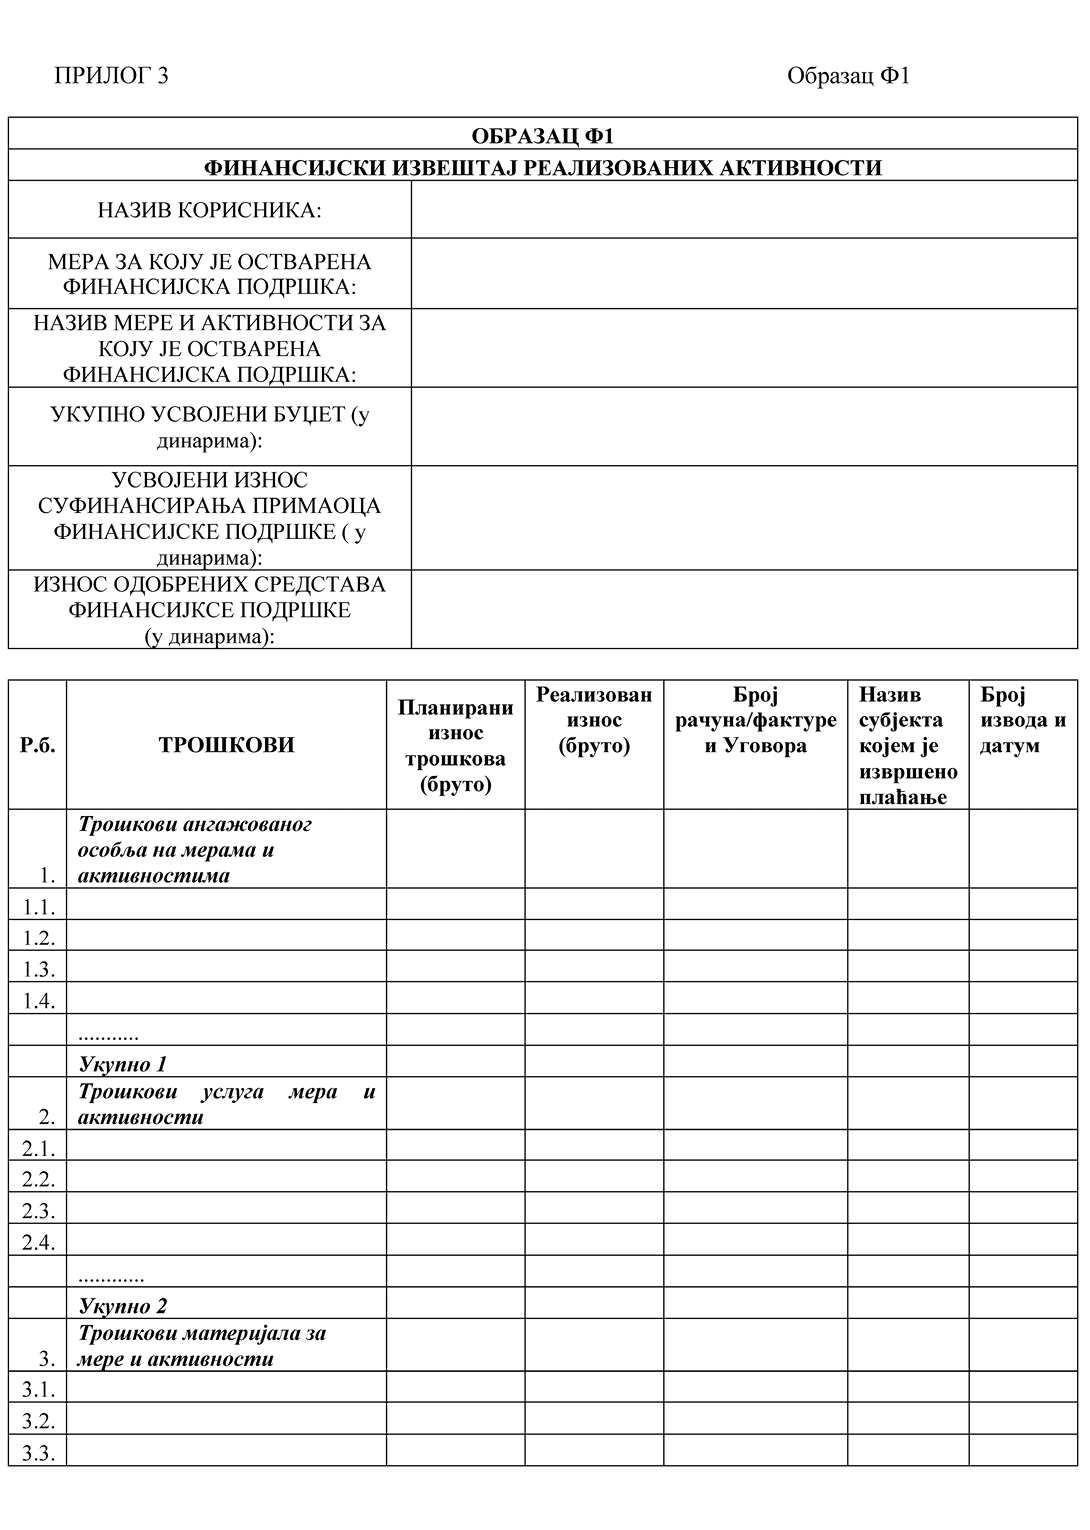 ПРИЛОГ 3 Образац Ф1
ОБРАЗАЦ Ф1
ФИНАНСИЈСКИ ИЗВЕШТАЈ РЕАЛИЗОВАНИХ АКТИВНОСТИ
НАЗИВ КОРИСНИКА:
МЕРА ЗА КОЈУ ЈЕ ОСТВАРЕНА
ФИНАНСИЈСКА ПОДРШКА:
НАЗИВ МЕРЕ И АКТИВНОСТИ ЗА
КОЈУ ЈЕ ОСТВАРЕНА
ФИНАНСИЈСКА ПОДРШКА:
УКУПНО УСВОЈЕНИ БУЏЕТ (у
динарима):
УСВОЈЕНИ ИЗНОС
СУФИНАНСИРАЊА ПРИМАОЦА
ФИНАНСИЈСКЕ ПОДРШКЕ ( у
динарима):
ИЗНОС ОДОБРЕНИХ СРЕДСТАВА
ФИНАНСИЈКСЕ ПОДРШКЕ
(у динарима):
Р.б.
ТРОШКОВИ
Планирани
износ
трошкова
(бруто)
Реализован
износ
(бруто)
Број
рачуна/фактуре
и Уговора
Назив
субјекта
којем је
извршено
плаћање
Број
извода и
датум
Трошкови ангажованог
особља на мерама и
1. активностима
1.1.
1.2.
1.3.
1.4.
...........
Укупно 1
Трошкови услуга мера и
2. активности
2.1.
2.2.
2.3.
2.4.
............
Укупно 2
Трошкови материјала за
3. мере и активности
3.1.
3.2.
3.3.